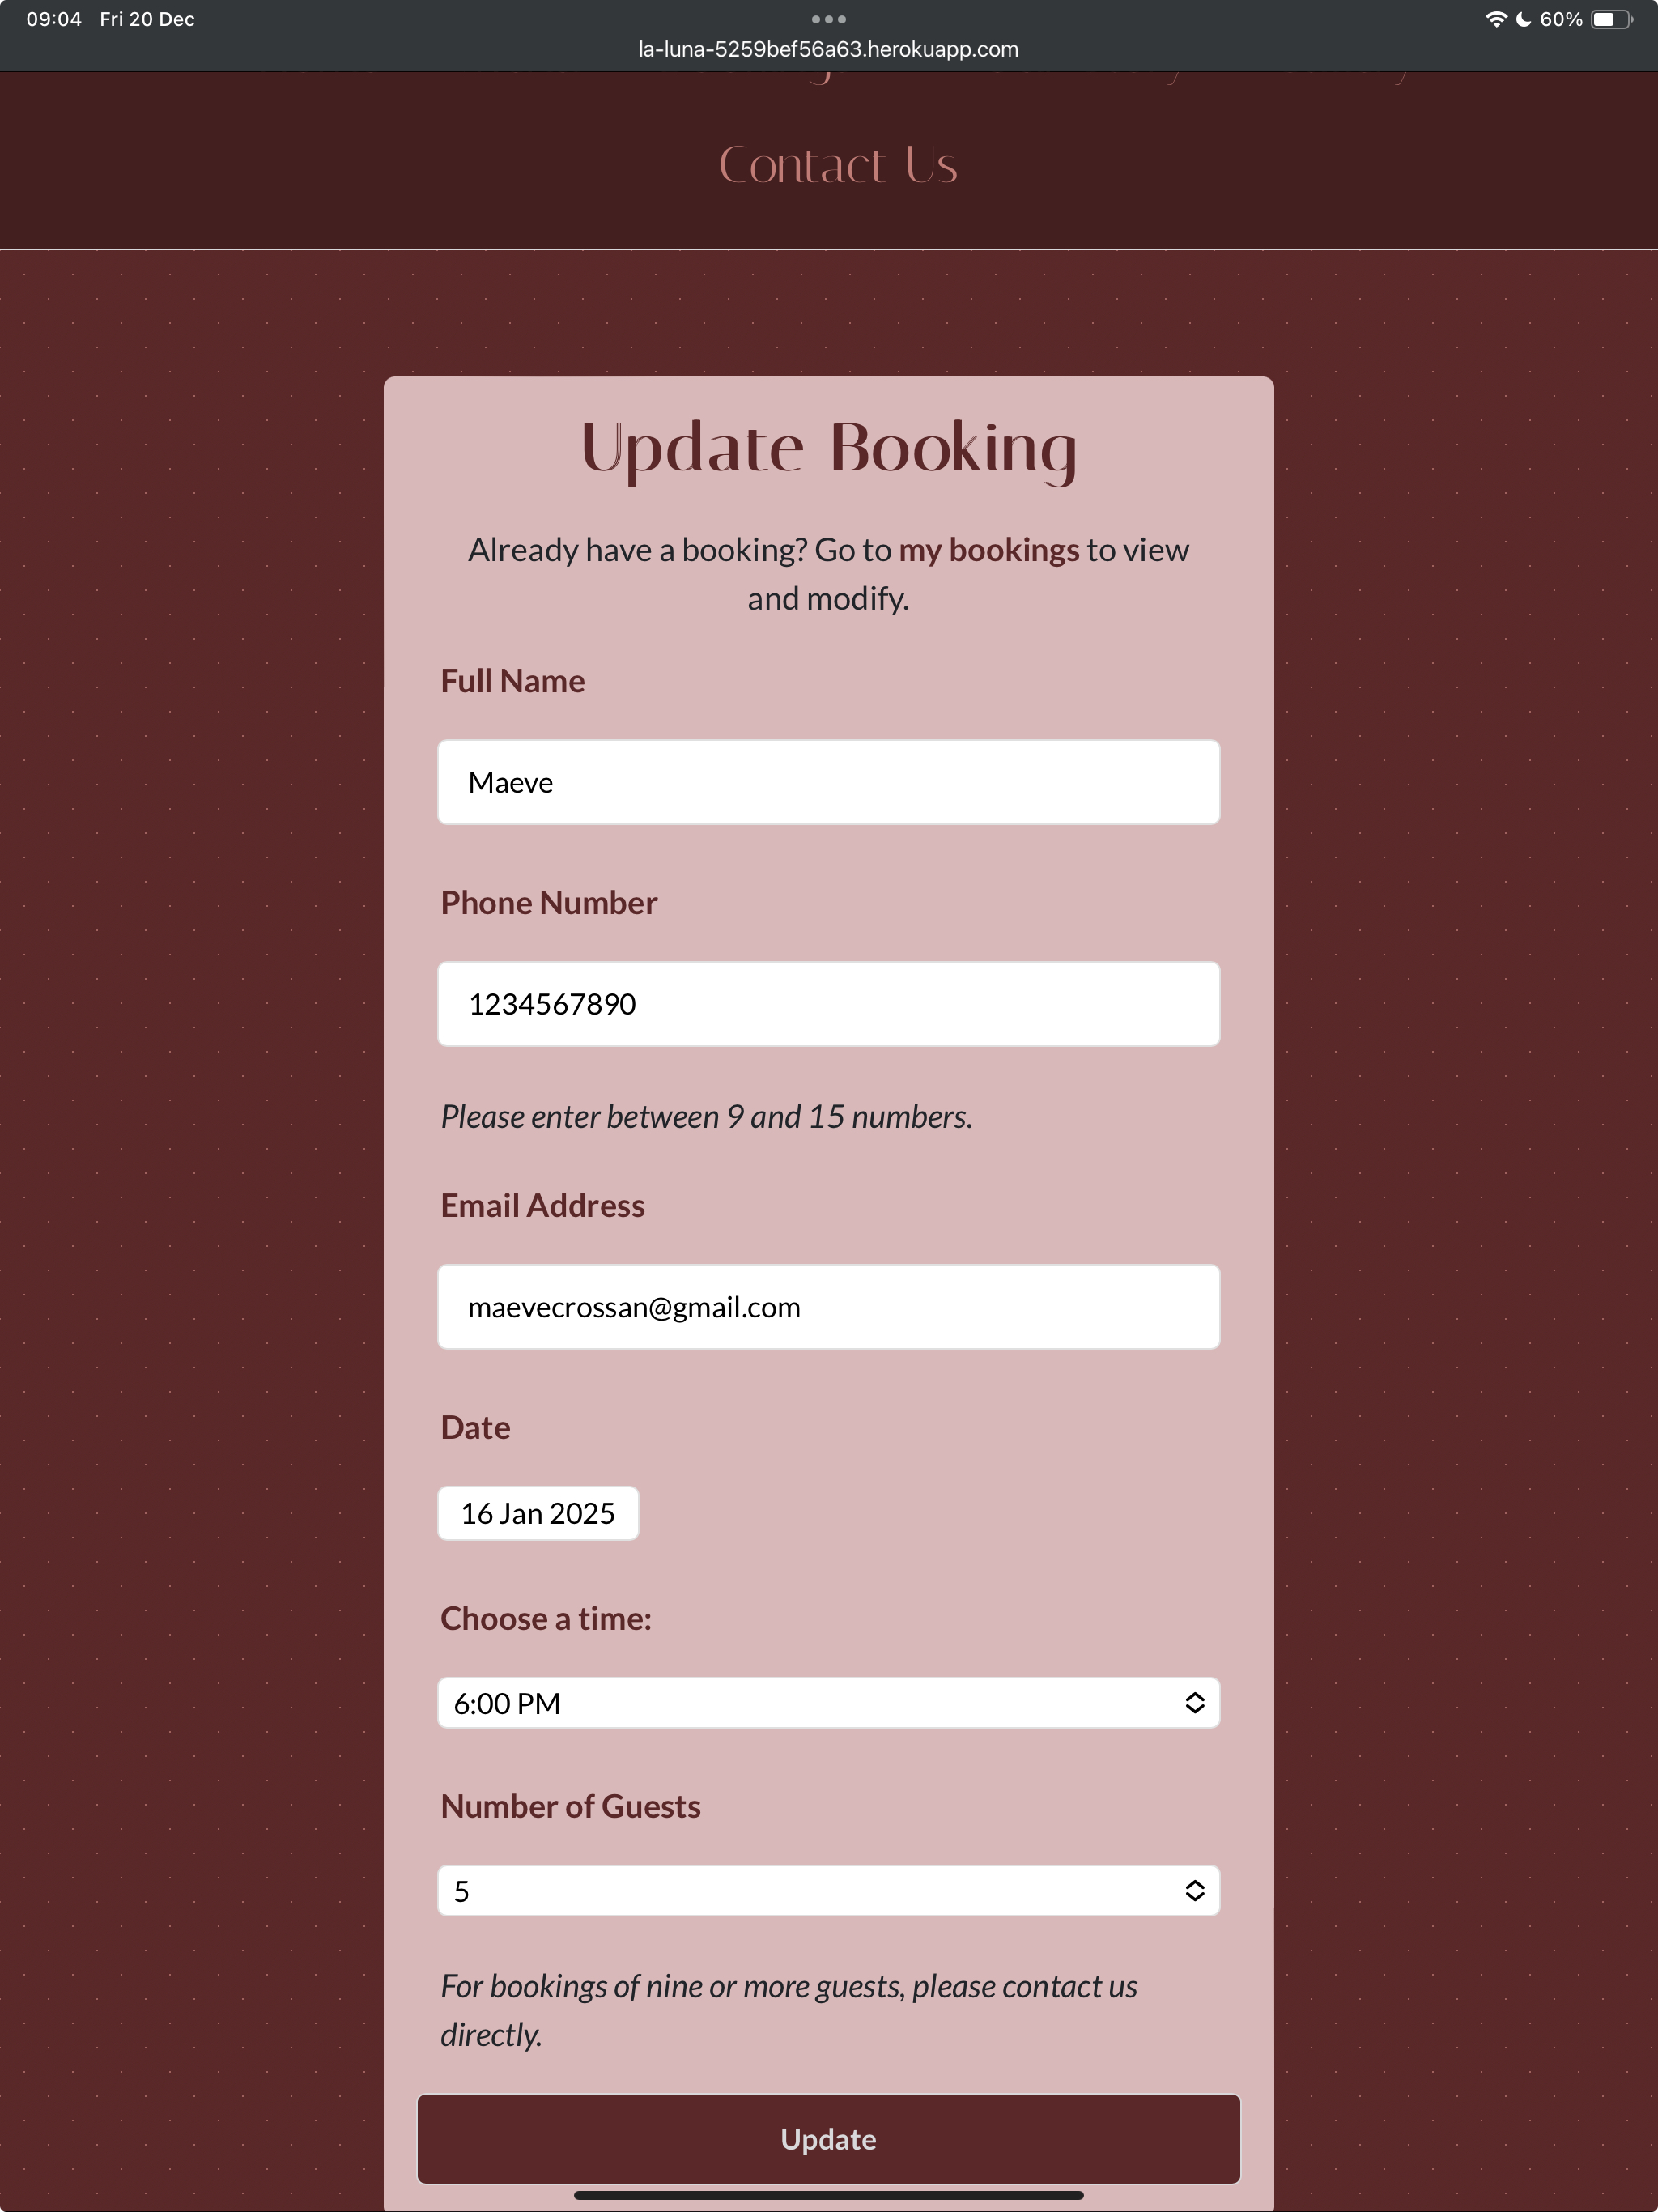 09:04 Fri 20 Dec
60%
la-luna-5259bef56a63.herokuapp.com
Contact Us
Update Booking
Already have a booking? Go to my bookings to view
and modify.
Full Name
Maeve
Phone Number
1234567890
Please enter between 9 and 15 numbers.
Email Address
maevecrossan@gmail.com
Date
16 Jan 2025
Choose a time:
6:00 PM
Number of Guests
5
For bookings of nine or more guests, please contact us
directly.
Update